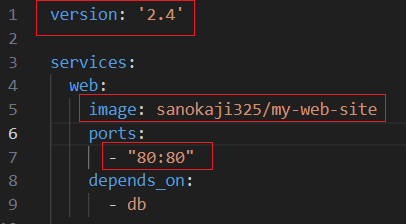 1 version: '2.4'
2
3 services:
4   web:
5     image: sanokaji325/my-web-site
6     ports:
7       - "80:80"
8     depends_on:
9       - db